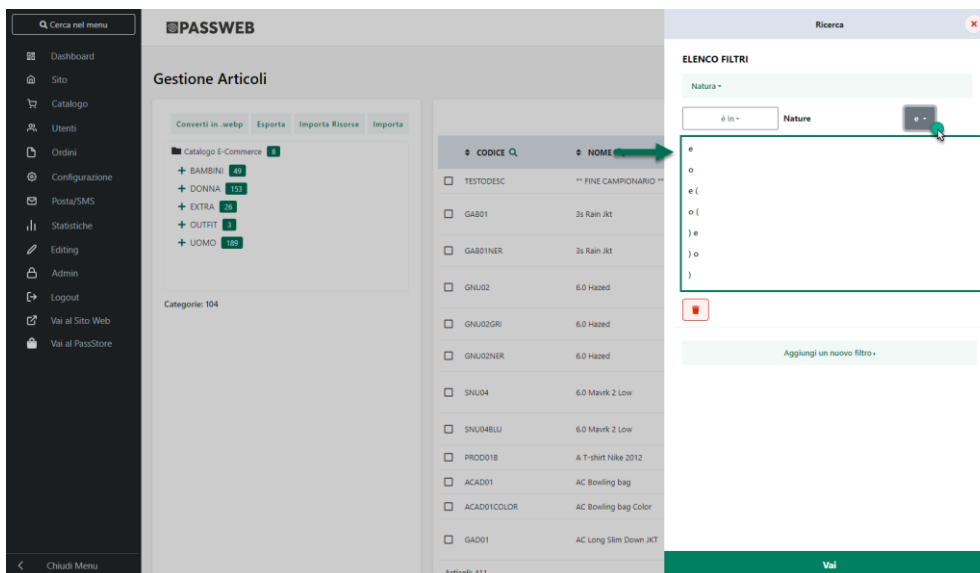 Cerca nel menu
Dashboard
Sito
Catalogo
Utenti
Ordini
Configurazione
Posta/SMS
Statistiche
Editing
Admin
Logout
Vai al Sito Web
Vai al PassStore
Chiudi Menu
PASSWEB
Gestione Articoli
Converti in .webp Esporta Importa Risorse Importa
Catalogo E-Commerce 8
BAMBINI 49
DONNA 153
EXTRA 26
OUTFIT 3
UOMO 189
Categorie: 104
CODICE NOME
TESTODESC ** FINE CAMPIONARIO **
GAB01 3s Rain Jkt
GAB01NER 3s Rain Jkt
GNU02 6.0 Hazed
GNU02GRI 6.0 Hazed
GNU02NER 6.0 Hazed
SNU04 6.0 Mavrk 2 Low
SNU04BLU 6.0 Mavrk 2 Low
PROD018 A T-shirt Nike 2012
ACAD01 AC Bowling bag
ACAD01COLOR AC Bowling bag Color
GAD01 AC Long Slim Down JKT
Ricerca
ELENCO FILTRI
Natura
è in Nature e
e
o
e (
o (
) e
) o
)
Aggiungi un nuovo filtro
Vai